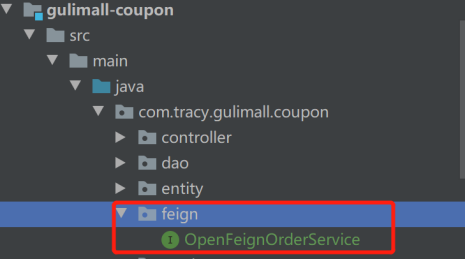 gulimall-coupon
src
main
java
com.tracy.gulimall.coupon
controller
dao
entity
feign
I OpenFeignOrderService